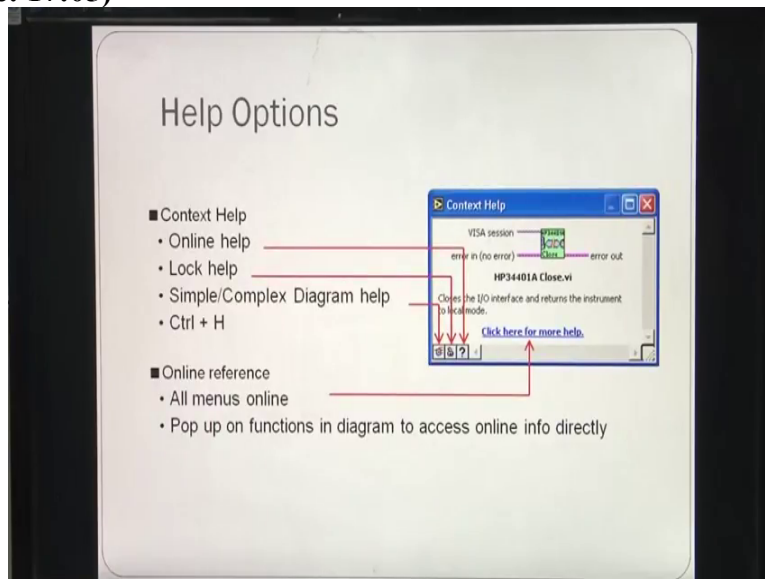 Help Options
■ Context Help
• Online help
• Lock help
• Simple/Complex Diagram help
• Ctrl + H
■ Online reference
• All menus online
• Pop up on functions in diagram to access online info directly
Context Help
VISA session
error in (no error)
error out
HP34401A Close.vi
Closes the I/O interface and returns the instrument
to local mode.
Click here for more help.
?